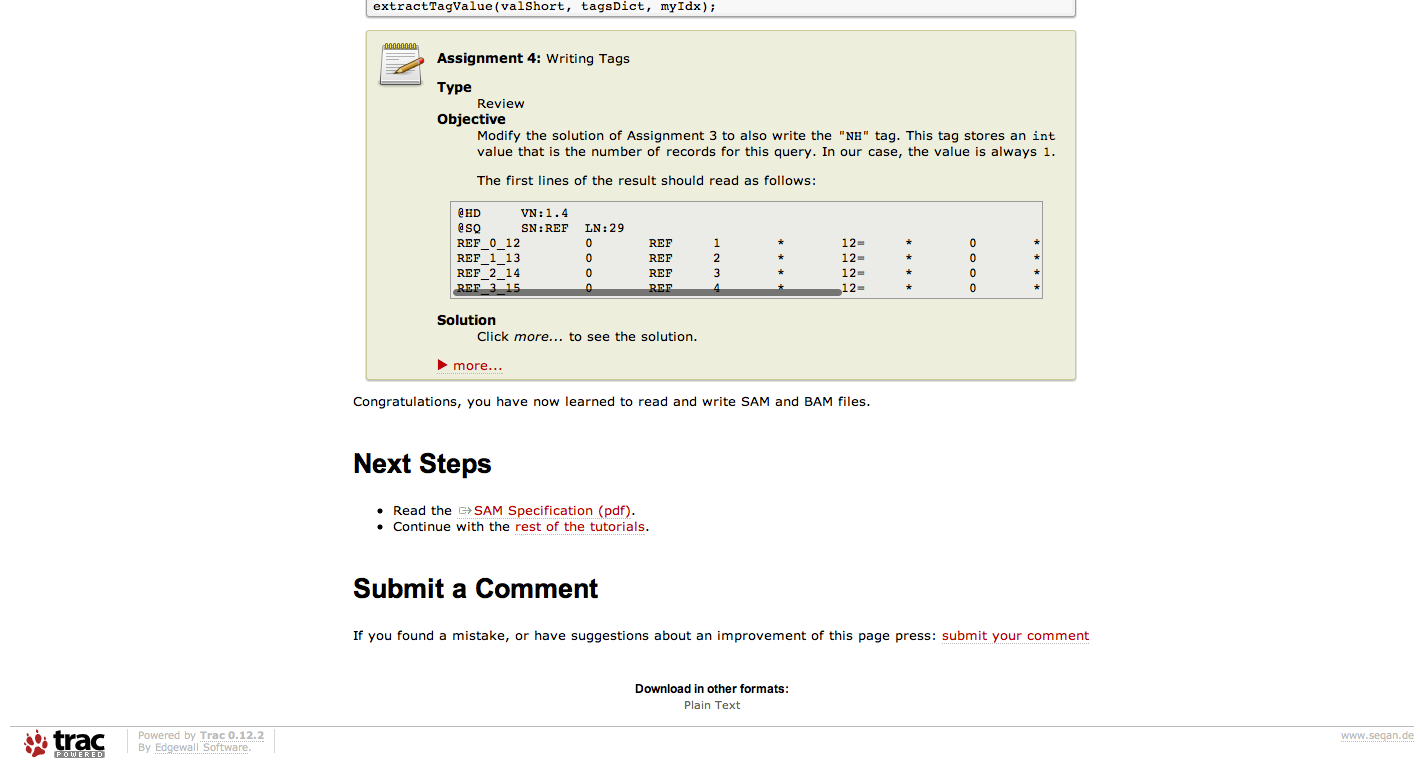 extractTagValue(valShort, tagsDict, myIdx);
Assignment 4: Writing Tags
Type
Review
Objective
Modify the solution of Assignment 3 to also write the "NH" tag. This tag stores an int
value that is the number of records for this query. In our case, the value is always 1.
The first lines of the result should read as follows:
@HD VN:1.4
@SQ SN:REF LN:29
REF_0_12 0 REF 1 * 12= * 0 *
REF_1_13 0 REF 2 * 12= * 0 *
REF_2_14 0 REF 3 * 12= * 0 *
REF_3_15 0 REF 4 * 12= * 0 *
Solution
Click more... to see the solution.
more...
Congratulations, you have now learned to read and write SAM and BAM files.
Next Steps
• Read the SAM Specification (pdf).
• Continue with the rest of the tutorials.
Submit a Comment
If you found a mistake, or have suggestions about an improvement of this page press: submit your comment
Download in other formats:
Plain Text
trac
POWERED
Powered by Trac 0.12.2
By Edgewall Software.
www.seqan.de